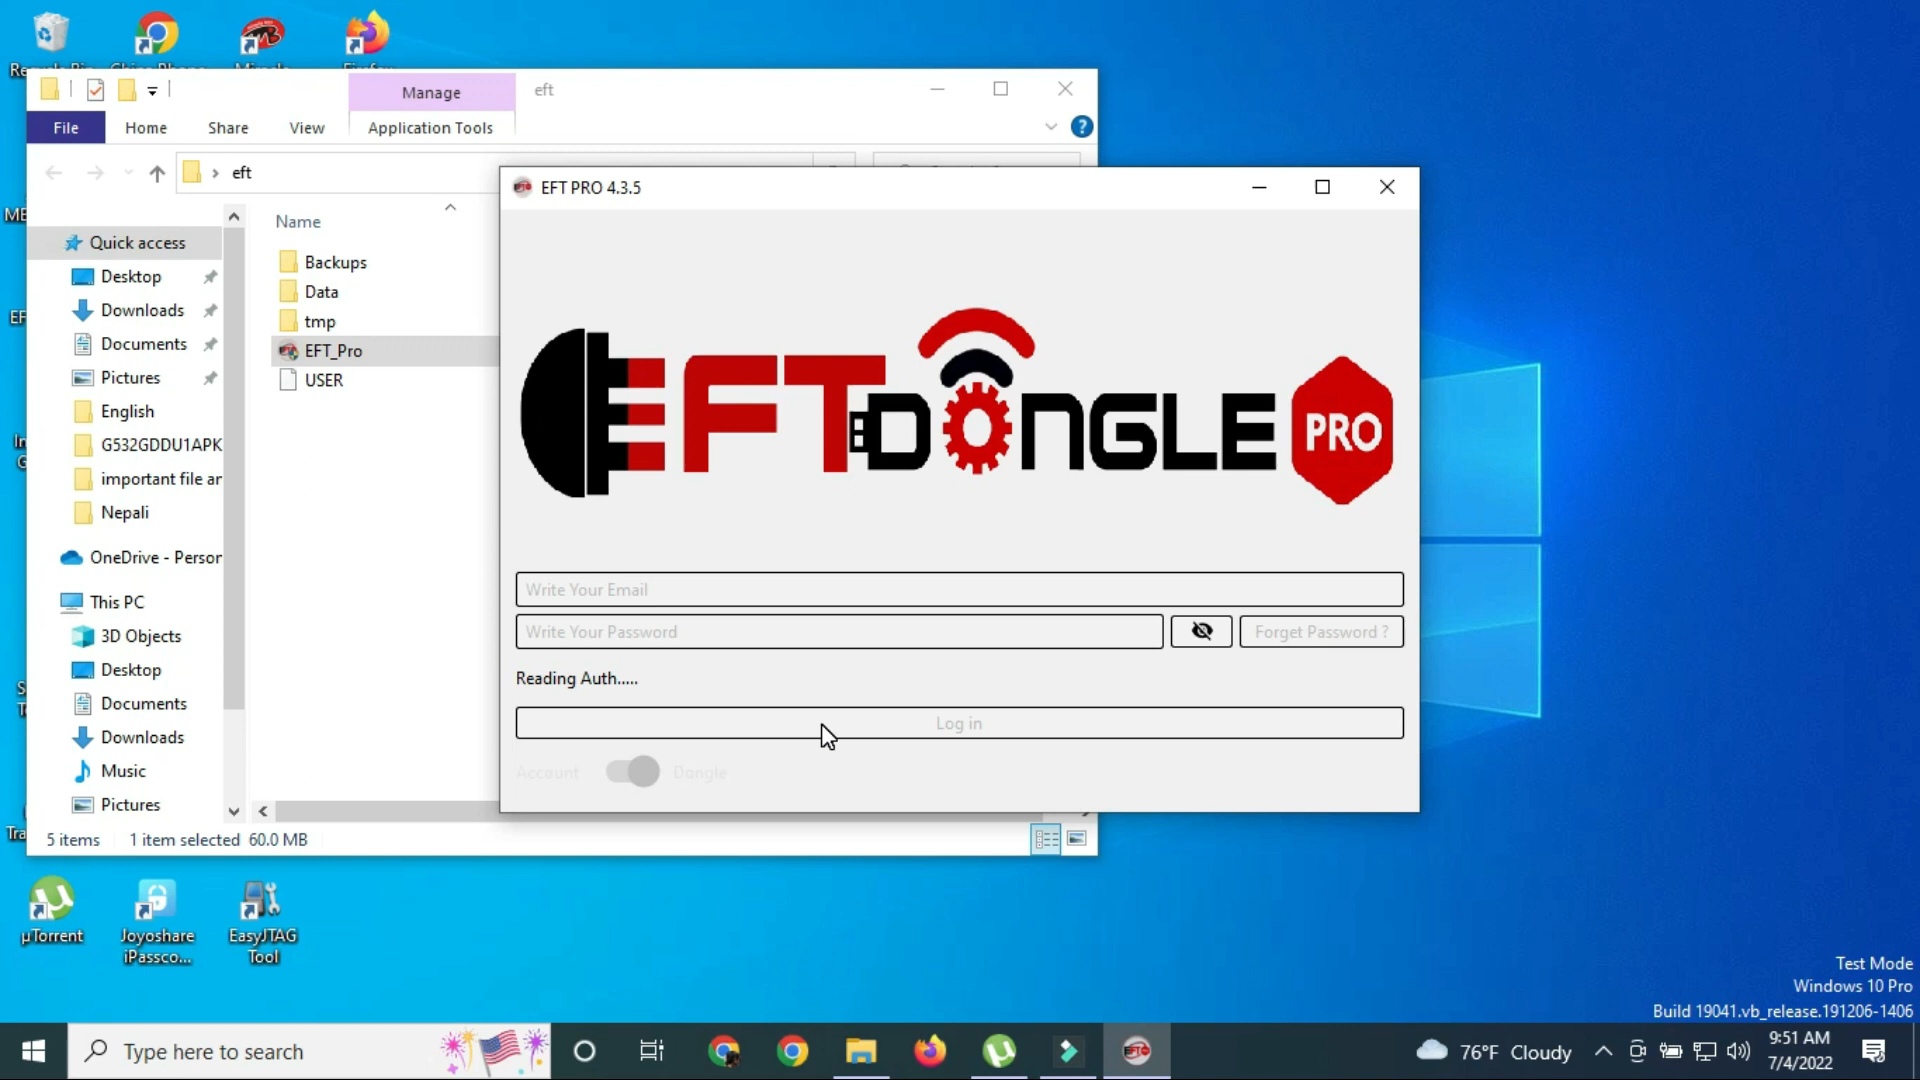 Manage
eft
File
Home
Share
View
Application Tools
eft
EFT PRO 4.3.5
Name
Quick access
Desktop
Downloads
Documents
Pictures
English
G532GDDU1APK
important file ar
Nepali
OneDrive - Person
This PC
3D Objects
Desktop
Documents
Downloads
Music
Pictures
Backups
Data
tmp
EFT_Pro
USER
EFT DONGLE PRO
Write Your Email
Write Your Password
Forget Password ?
Reading Auth.....
Log in
Account
Dongle
5 items
1 item selected 60.0 MB
µTorrent
Joyoshare
iPassco...
EasyJTAG
Tool
Test Mode
Windows 10 Pro
Build 19041.vb_release.191206-1406
Type here to search
EFT
76°F Cloudy
9:51 AM
7/4/2022